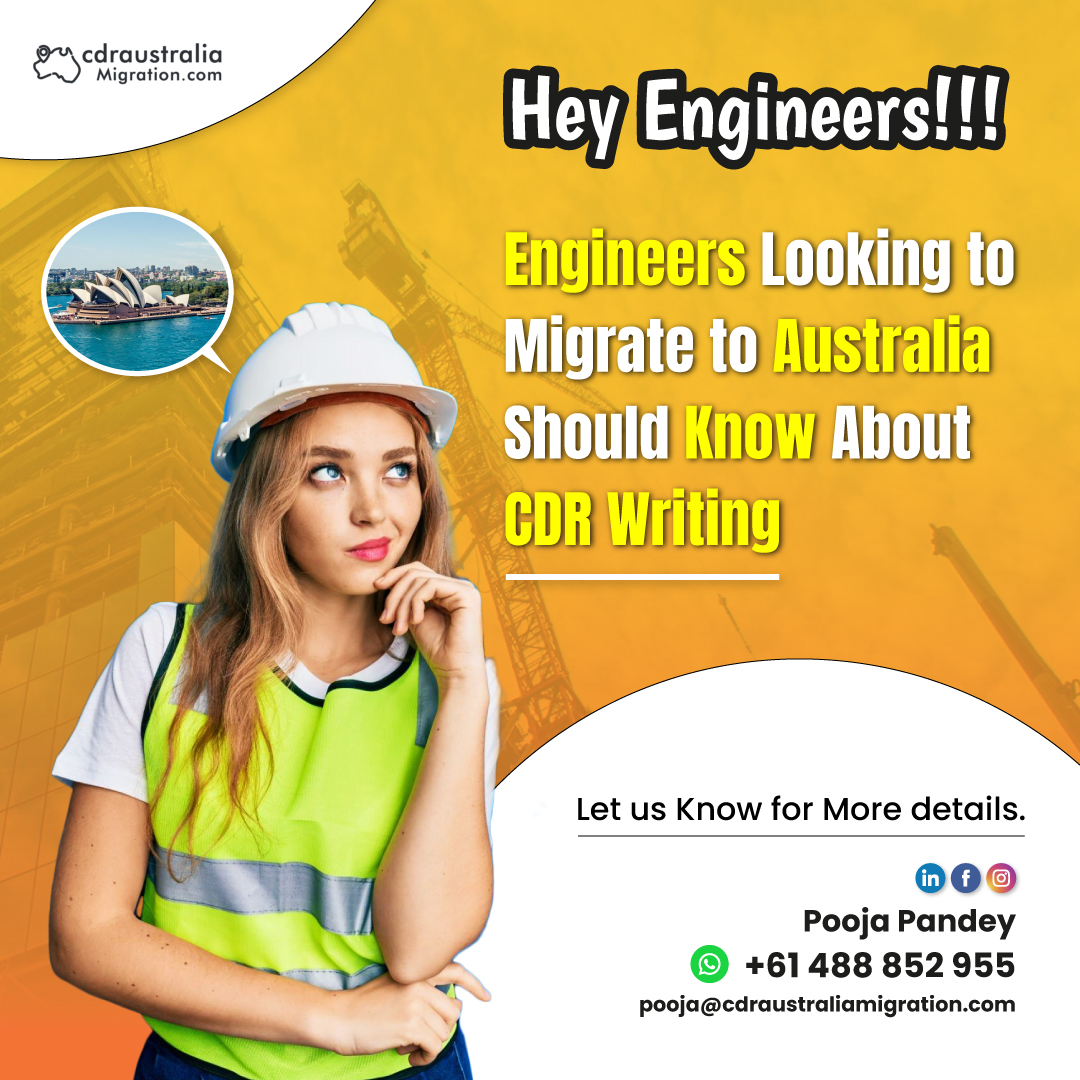 cdraustralia
Migration.com
Hey Engineers!!!
Engineers Looking to
Migrate to Australia
Should Know About
CDR Writing
Let us Know for More details.
in f
Pooja Pandey
+61 488 852 955
pooja@cdraustraliamigration.com